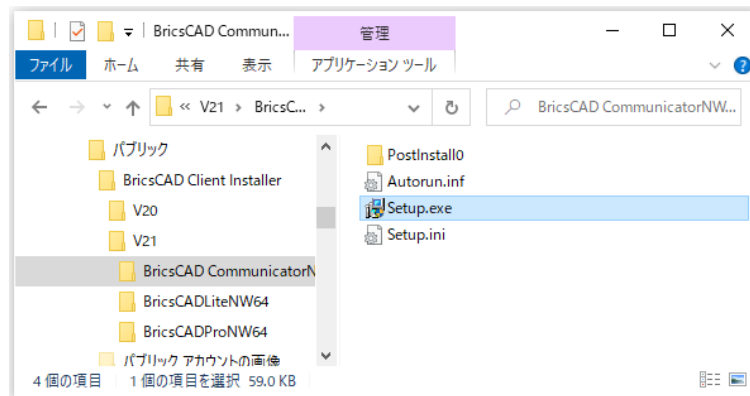 BricsCAD Commun... 管理
ファイル ホーム 共有 表示 アプリケーション ツール
« V21 › BricsC... › BricsCAD CommunicatorNW...
パブリック
BricsCAD Client Installer
V20
V21
BricsCAD CommunicatorN
BricsCADLiteNW64
BricsCADProNW64
パブリック アカウントの画像
PostInstall0
Autorun.inf
Setup.exe
Setup.ini
4 個の項目 1 個の項目を選択 59.0 KB